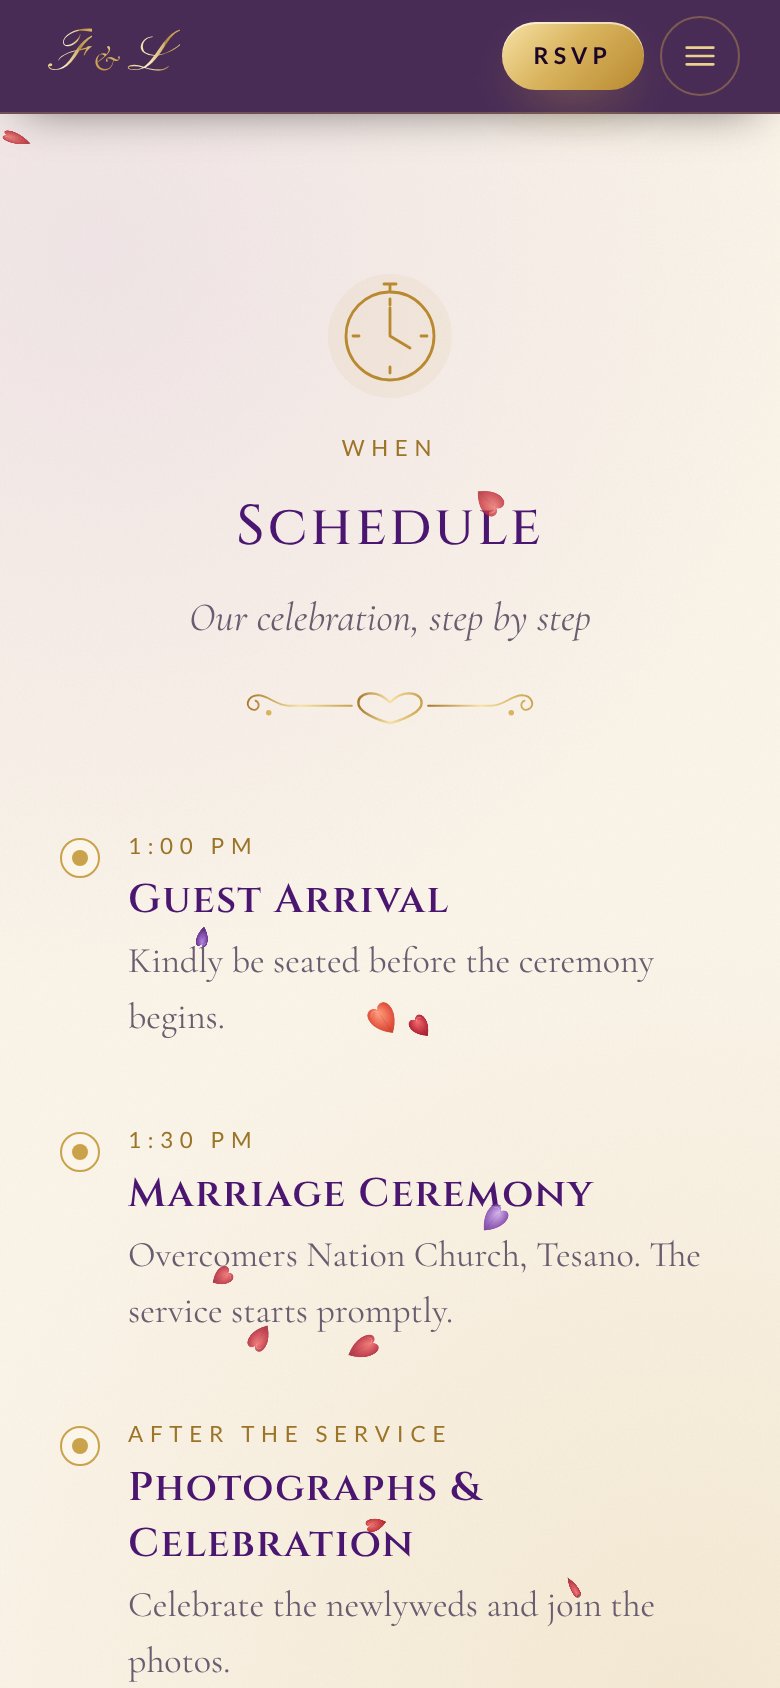 F & L
RSVP
WHEN
SCHEDULE
Our celebration, step by step
1:00 PM
GUEST ARRIVAL
Kindly be seated before the ceremony
begins.
1:30 PM
MARRIAGE CEREMONY
Overcomers Nation Church, Tesano. The
service starts promptly.
AFTER THE SERVICE
PHOTOGRAPHS &
CELEBRATION
Celebrate the newlyweds and join the
photos.